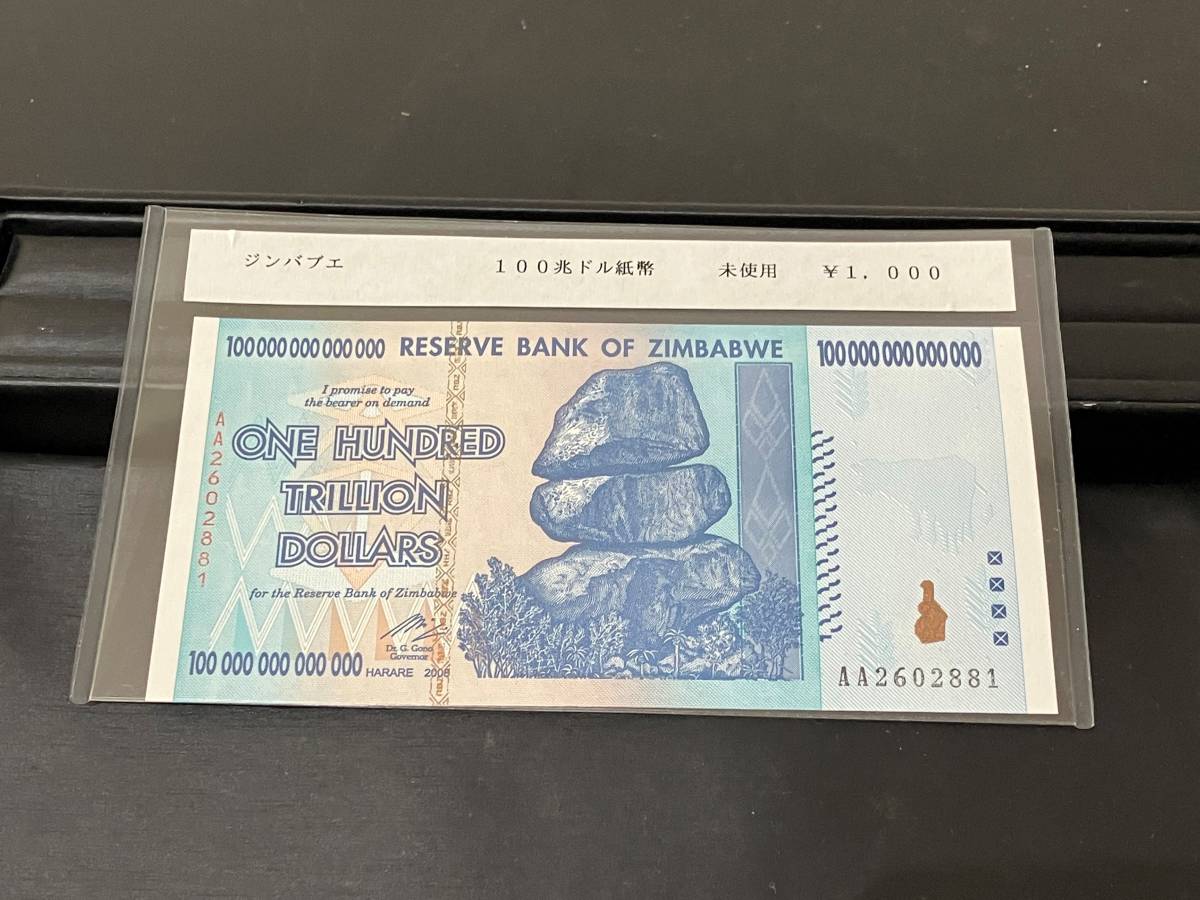 ジンバブエ １００兆ドル紙幣 未使用 ￥１，０００
100 000 000 000 000 RESERVE BANK OF ZIMBABWE 100 000 000 000 000
I promise to pay
the bearer on demand
ONE HUNDRED
TRILLION
DOLLARS
for the Reserve Bank of Zimbabwe
Dr. G. Gono
Governor
100 000 000 000 000 HARARE 2008
AA2602881
AA2602881